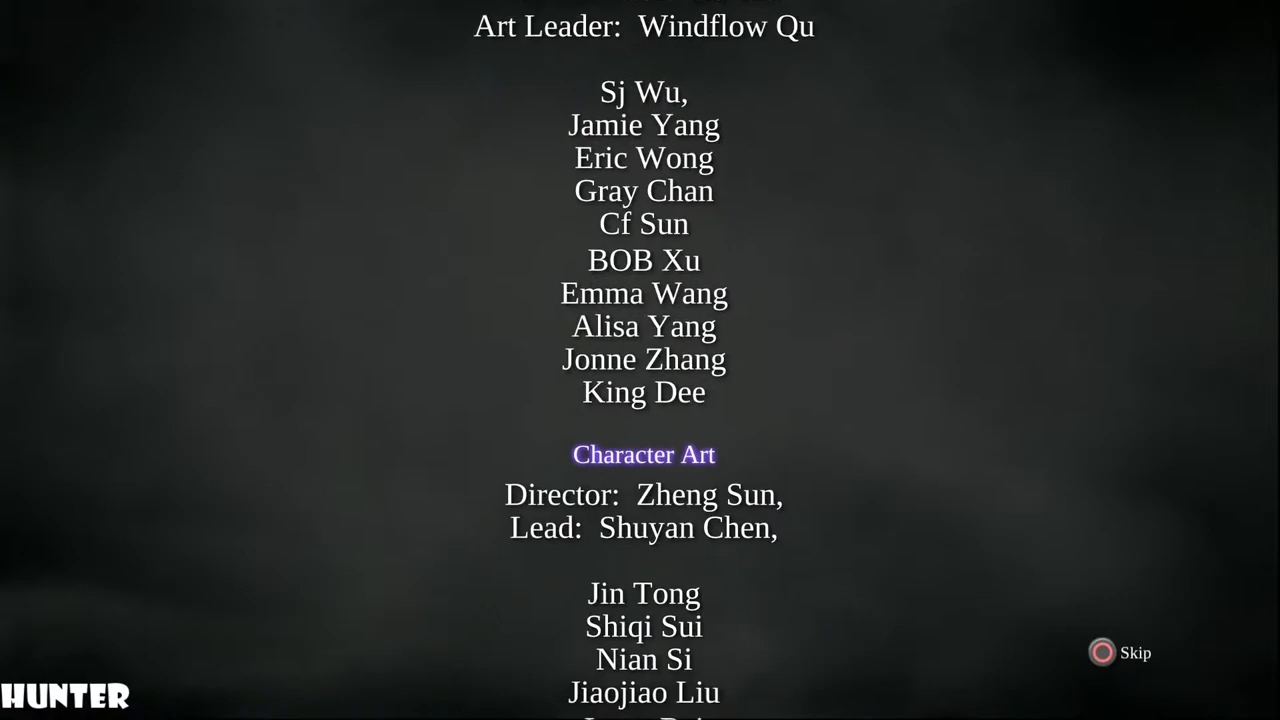 Art Leader:  Windflow Qu
Sj Wu,
Jamie Yang
Eric Wong
Gray Chan
Cf Sun
BOB Xu
Emma Wang
Alisa Yang
Jonne Zhang
King Dee
Character Art
Director:  Zheng Sun,
Lead:  Shuyan Chen,
Jin Tong
Shiqi Sui
Nian Si
Skip
Jiaojiao Liu
HUNTER